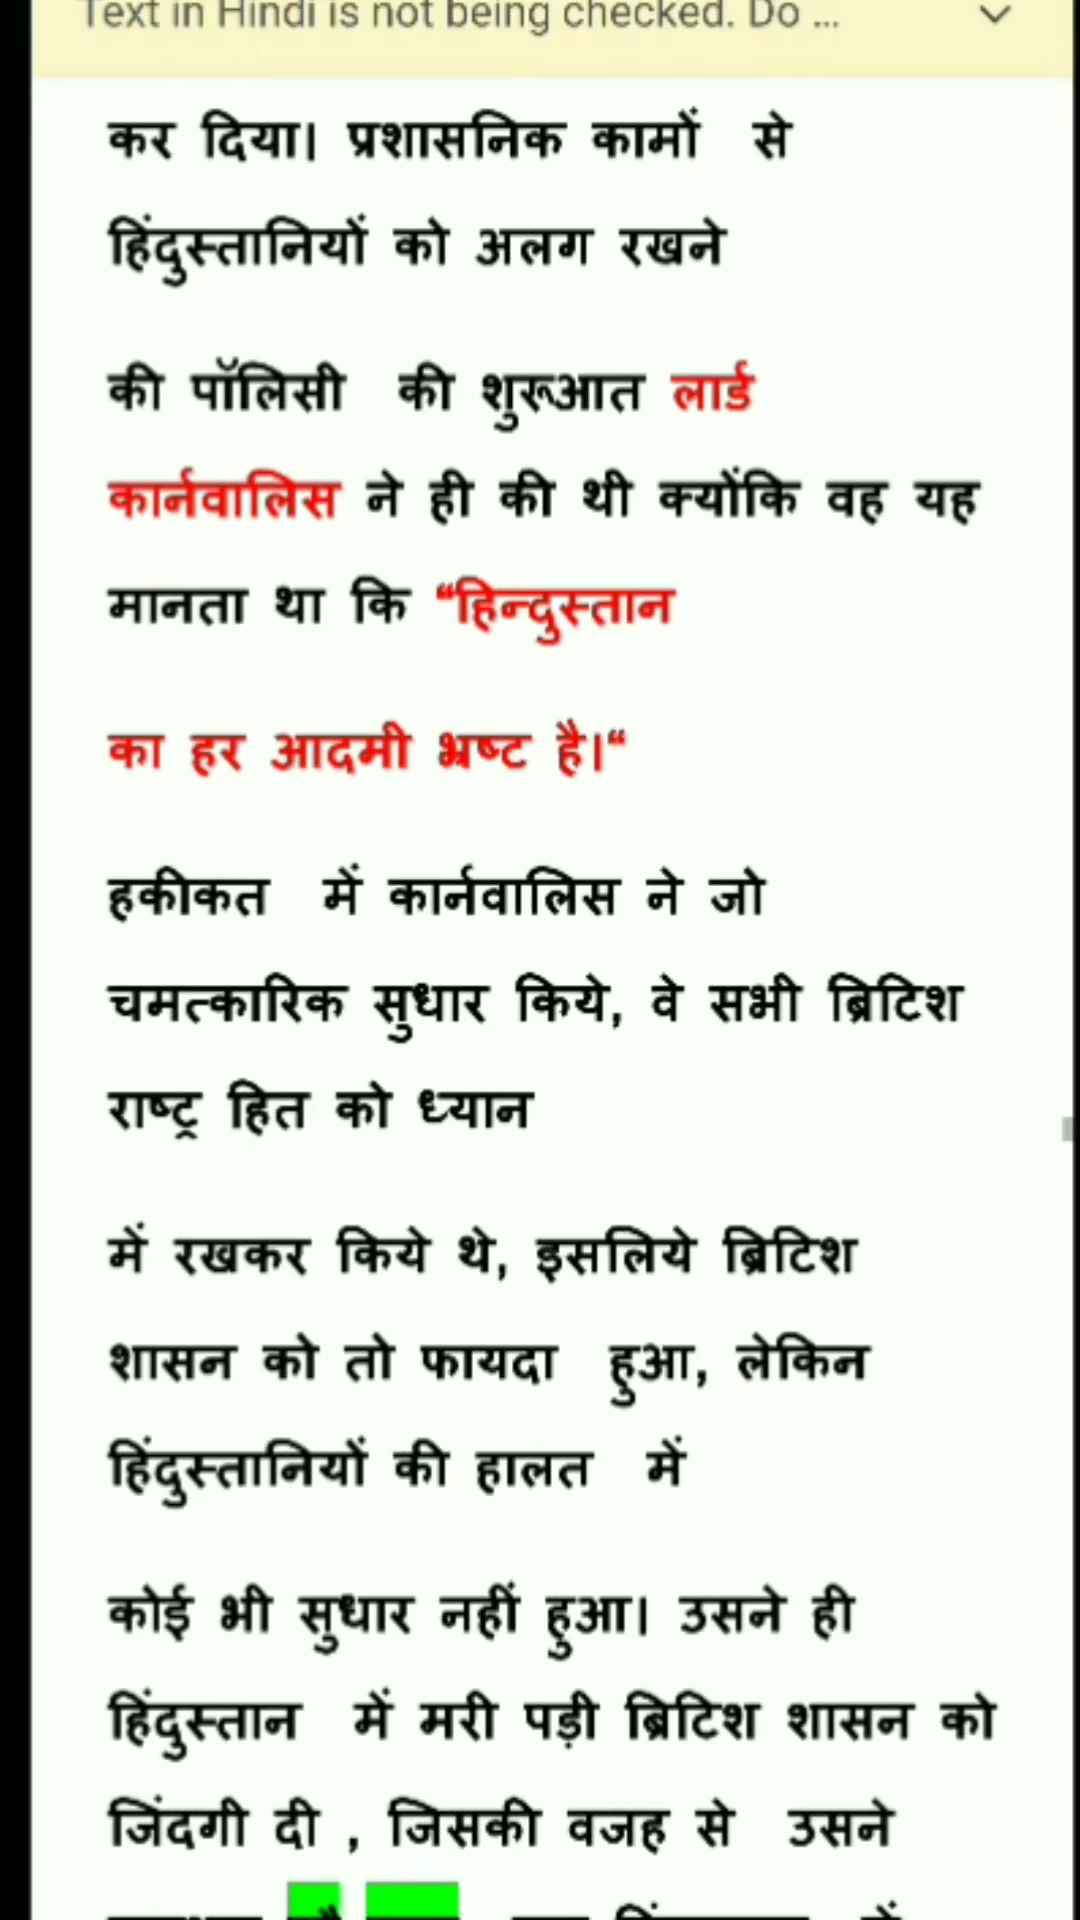 Text in Hindi is not being checked. Do ...
कर दिया। प्रशासनिक कामों से
हिंदुस्तानियों को अलग रखने
की पॉलिसी की शुरूआत लार्ड
कार्नवालिस ने ही की थी क्योंकि वह यह
मानता था कि “हिन्दुस्तान
का हर आदमी भ्रष्ट है।“
हकीकत में कार्नवालिस ने जो
चमत्कारिक सुधार किये, वे सभी ब्रिटिश
राष्ट्र हित को ध्यान
में रखकर किये थे, इसलिये ब्रिटिश
शासन को तो फायदा हुआ, लेकिन
हिंदुस्तानियों की हालत में
कोई भी सुधार नहीं हुआ। उसने ही
हिंदुस्तान में मरी पड़ी ब्रिटिश शासन को
जिंदगी दी , जिसकी वजह से उसने